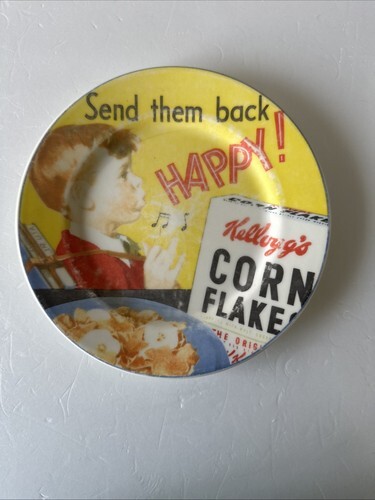 Send them back
HAPPY!
Kellogg's
CORN
FLAKES
THE ORIG